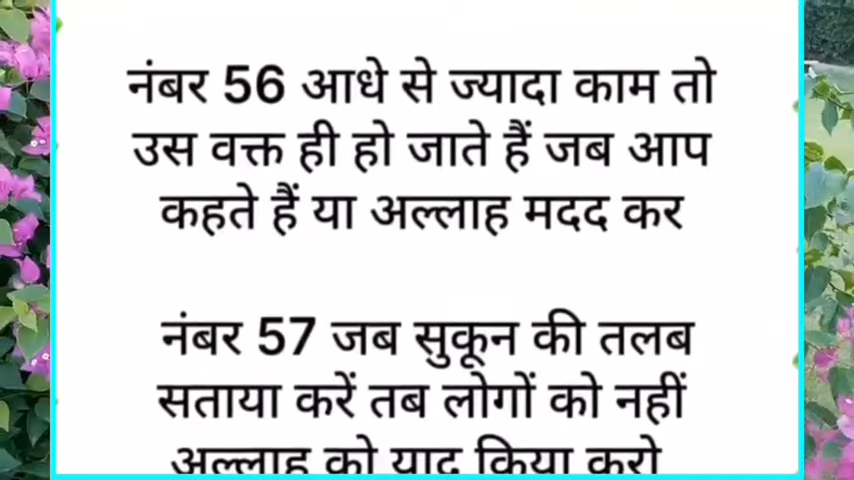 नंबर 56 आधे से ज्यादा काम तो
उस वक्त ही हो जाते हैं जब आप
कहते हैं या अल्लाह मदद कर
नंबर 57 जब सुकून की तलब
सताया करें तब लोगों को नहीं
अल्लाह को याद किया करो